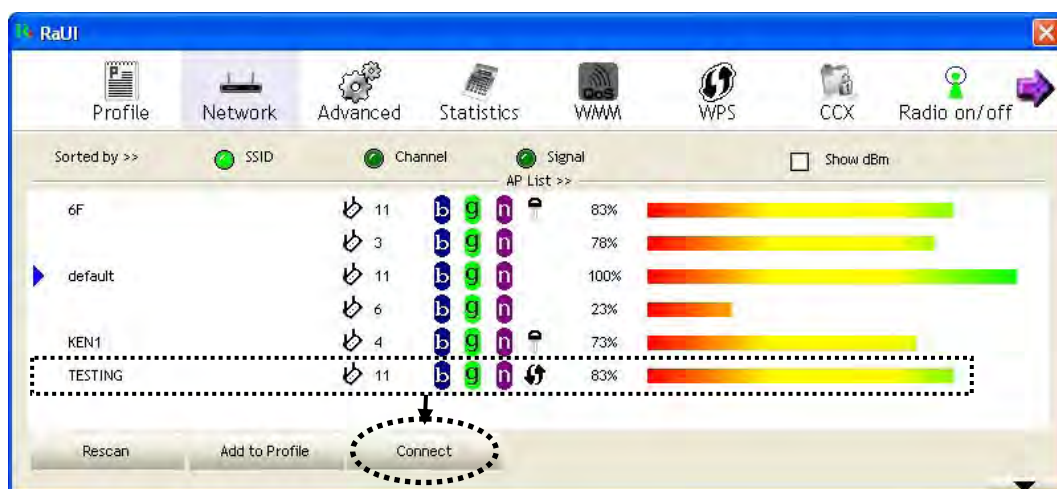 RaUI
Profile Network Advanced Statistics QoS WMM WPS CCX Radio on/off
Sorted by >> SSID Channel Signal Show dBm
AP List >>
6F 11 b g n 83%
3 b g n 78%
default 11 b g n 100%
6 b g n 23%
KEN1 4 b g n 73%
TESTING 11 b g n 83%
Rescan Add to Profile Connect